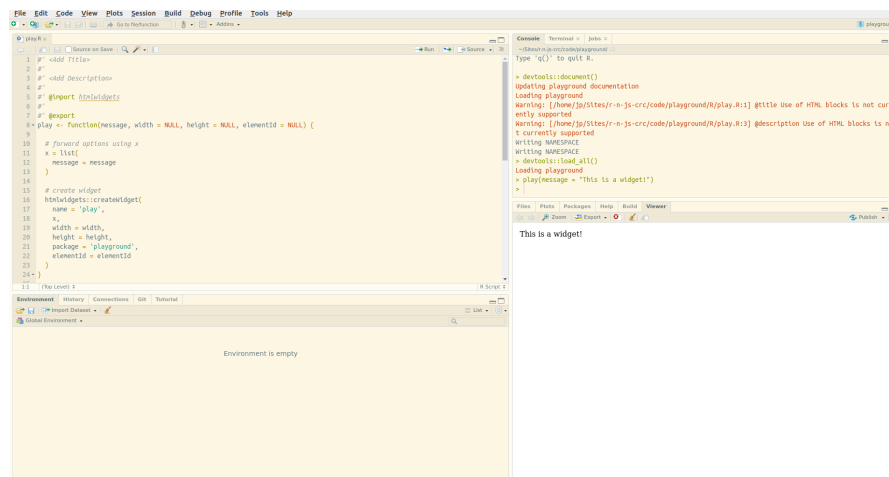 File Edit Code View Plots Session Build Debug Profile Tools Help
Go to file/function Addins
playgrou
play.R
Source on Save Run Source
1 #' <Add Title>
2 #'
3 #' <Add Description>
4 #'
5 #' @import htmlwidgets
6 #'
7 #' @export
8 play <- function(message, width = NULL, height = NULL, elementId = NULL) {
9
10 # forward options using x
11 x = list(
12 message = message
13 )
14
15 # create widget
16 htmlwidgets::createWidget(
17 name = 'play',
18 x,
19 width = width,
20 height = height,
21 package = 'playground',
22 elementId = elementId
23 )
24 }
1:1 (Top Level) R Script
Environment History Connections Git Tutorial
Import Dataset List
Global Environment
Environment is empty
Console Terminal Jobs
~/Sites/r-n-js-crc/code/playground/
Type 'q()' to quit R.
> devtools::document()
Updating playground documentation
Loading playground
Warning: [/home/jp/Sites/r-n-js-crc/code/playground/R/play.R:1] @title Use of HTML blocks is not curr
ently supported
Warning: [/home/jp/Sites/r-n-js-crc/code/playground/R/play.R:3] @description Use of HTML blocks is n
t currently supported
Writing NAMESPACE
Writing NAMESPACE
> devtools::load_all()
Loading playground
> play(message = "This is a widget!")
>
Files Plots Packages Help Build Viewer
Zoom Export Publish
This is a widget!